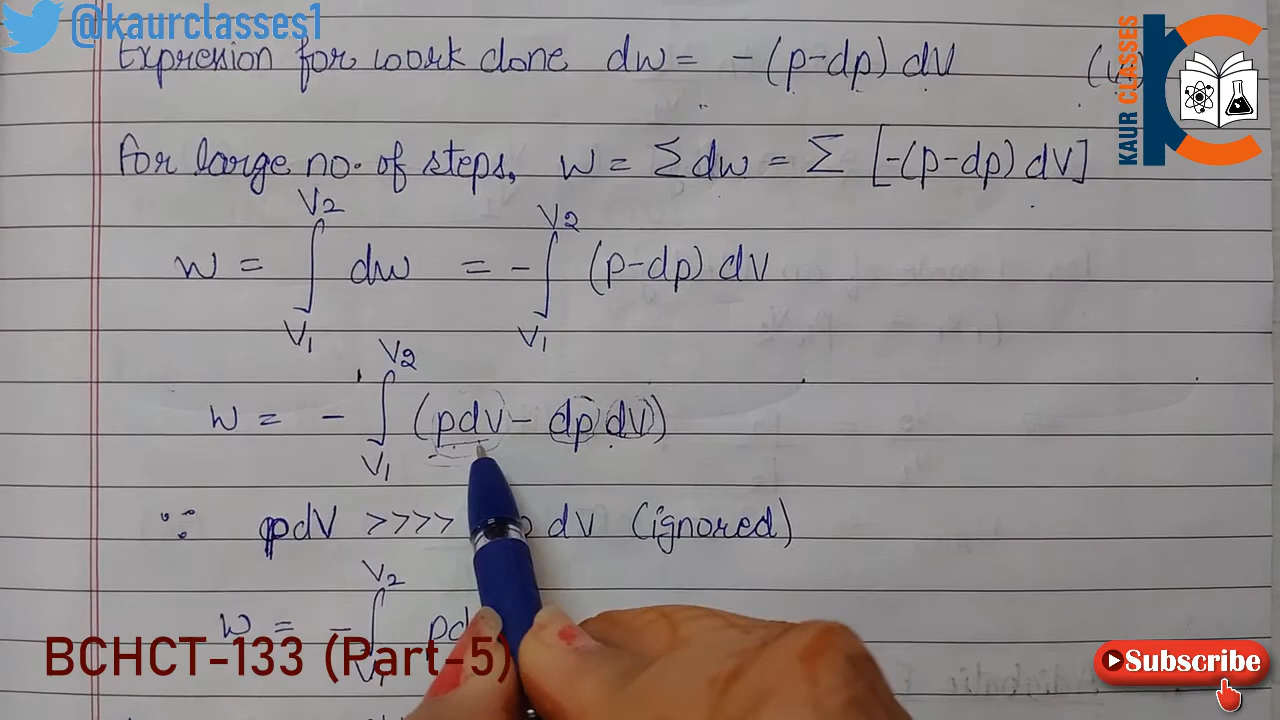 @kaurclasses1
Expression for work done dw = -(p-dp) dV
KAUR CLASSES
For large no. of steps, W = Σ dw = Σ [-(p-dp) dV]
V2 V2
W = ∫ dw = -∫ (p-dp) dV
V1 V1
V2
W = - ∫ (pdV - dp dV)
V1
∵ pdV >>>> dV (ignored)
V2
W = - ∫
V1
BCHCT-133 (Part-5)
Subscribe